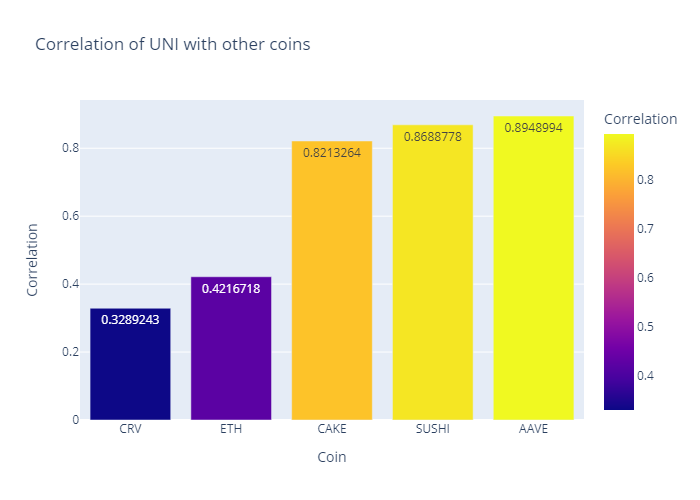 Correlation of UNI with other coins
Correlation
0.8
0.6
0.4
0.2
0
0.3289243
0.4216718
0.8213264
0.8688778
0.8948994
CRV
ETH
CAKE
SUSHI
AAVE
Coin
Correlation
0.8
0.7
0.6
0.5
0.4